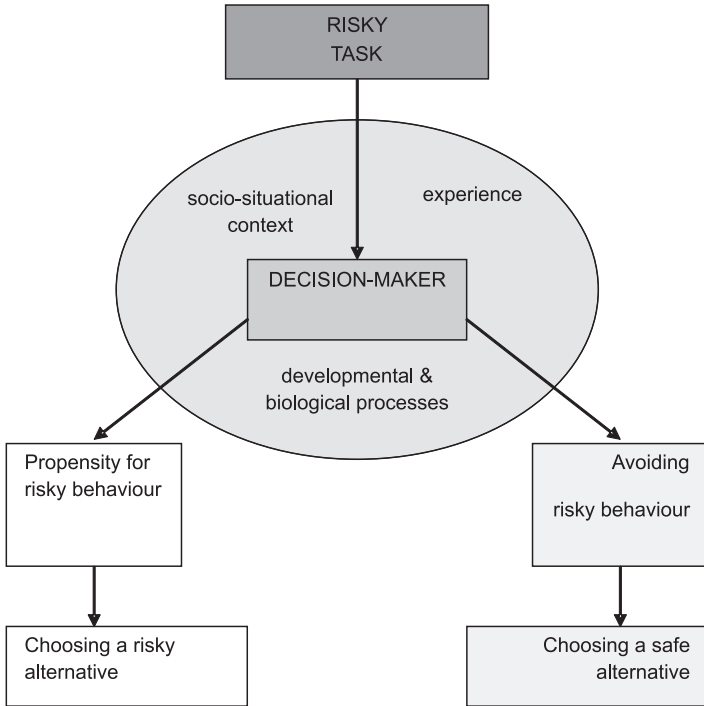 RISKY
TASK
socio-situational
context
experience
DECISION-MAKER
developmental &
biological processes
Propensity for
risky behaviour
Avoiding
risky behaviour
Choosing a risky
alternative
Choosing a safe
alternative